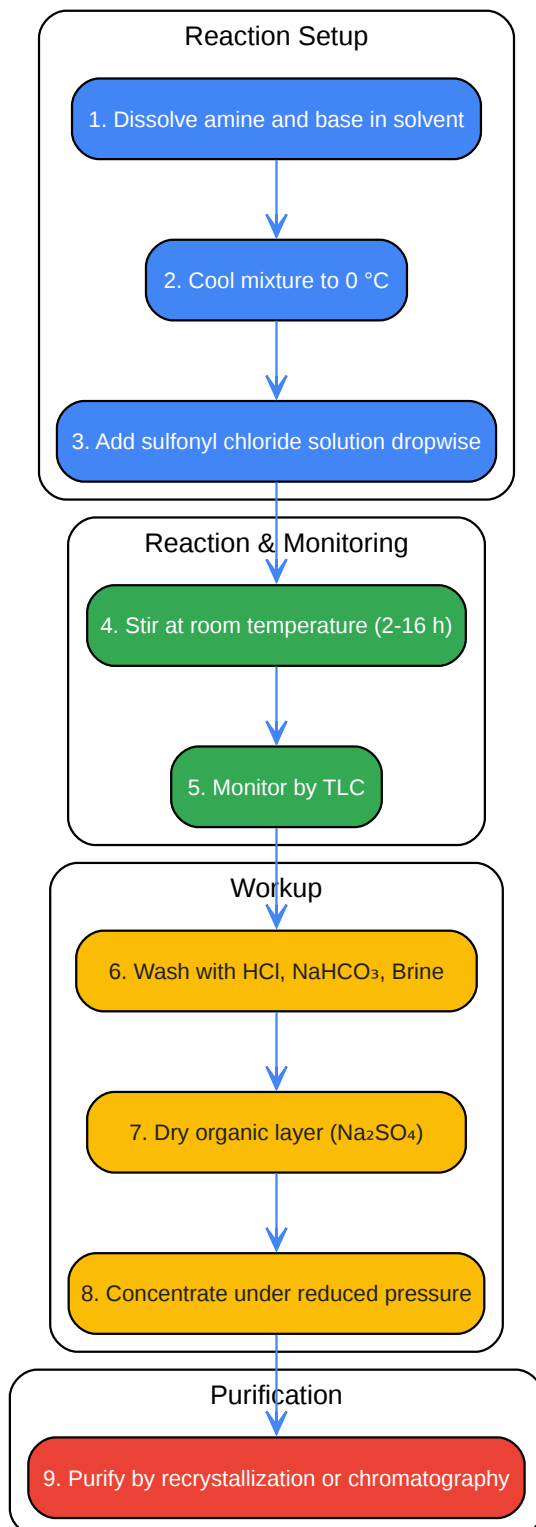 Reaction Setup
1. Dissolve amine and base in solvent
2. Cool mixture to 0 °C
3. Add sulfonyl chloride solution dropwise
Reaction & Monitoring
4. Stir at room temperature (2-16 h)
5. Monitor by TLC
Workup
6. Wash with HCl, NaHCO₃, Brine
7. Dry organic layer (Na₂SO₄)
8. Concentrate under reduced pressure
Purification
9. Purify by recrystallization or chromatography